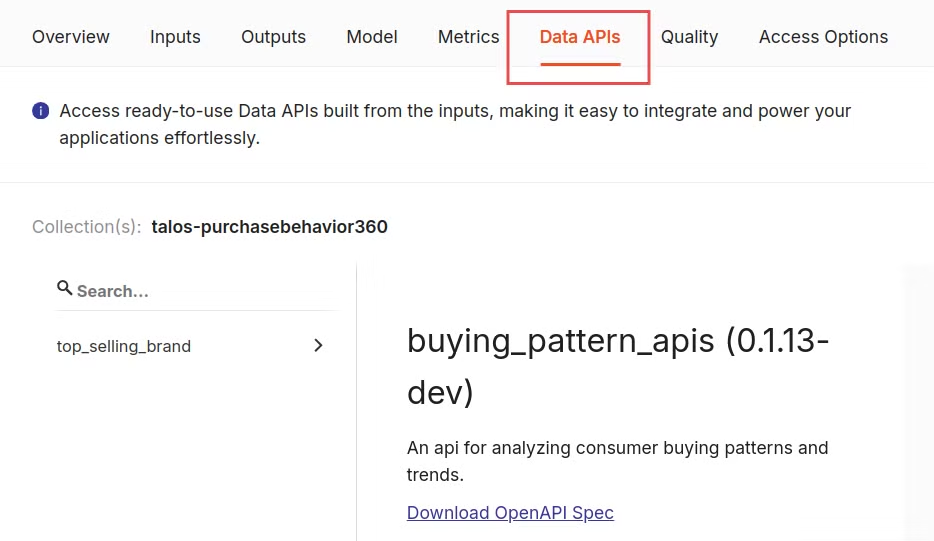 Overview Inputs Outputs Model Metrics Data APIs Quality Access Options
Access ready-to-use Data APIs built from the inputs, making it easy to integrate and power your
applications effortlessly.
Collection(s): talos-purchasebehavior360
Search...
top_selling_brand
buying_pattern_apis (0.1.13-
dev)
An api for analyzing consumer buying patterns and
trends.
Download OpenAPI Spec